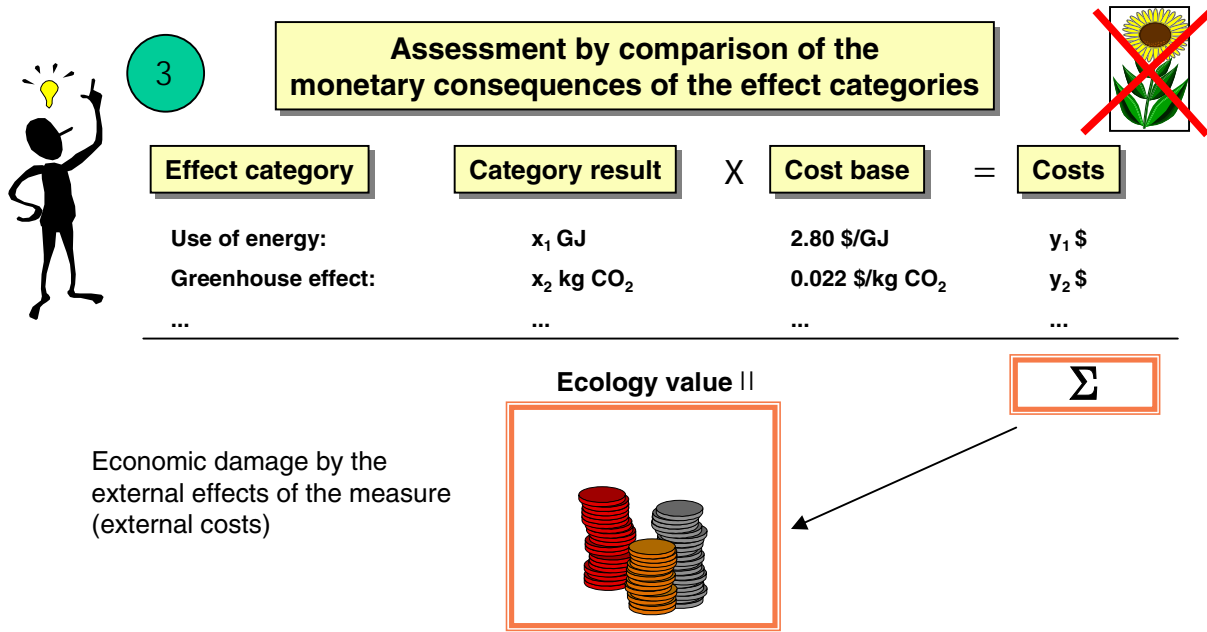 3
Assessment by comparison of the
monetary consequences of the effect categories
Effect category Category result X Cost base = Costs
Use of energy: x₁ GJ 2.80 $/GJ y₁ $
Greenhouse effect: x₂ kg CO₂ 0.022 $/kg CO₂ y₂ $
... ... ... ...
Ecology value II
Σ
Economic damage by the
external effects of the measure
(external costs)